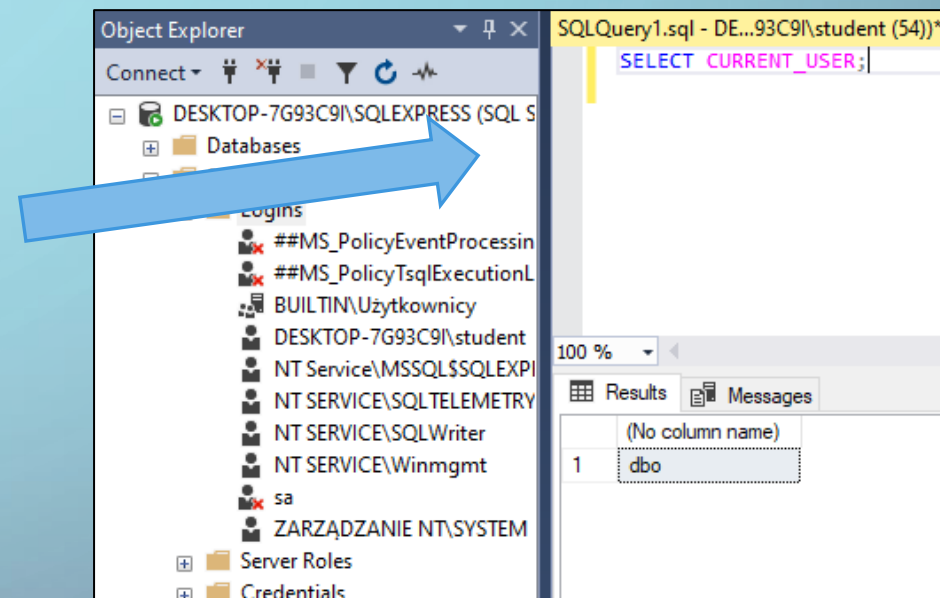 Object Explorer
Connect
DESKTOP-7G93C9I\SQLEXPRESS (SQL S
Databases
Logins
##MS_PolicyEventProcessin
##MS_PolicyTsqlExecutionL
BUILTIN\Użytkownicy
DESKTOP-7G93C9I\student
NT Service\MSSQL$SQLEXPI
NT SERVICE\SQLTELEMETRY
NT SERVICE\SQLWriter
NT SERVICE\Winmgmt
sa
ZARZĄDZANIE NT\SYSTEM
Server Roles
Credentials
SQLQuery1.sql - DE...93C9I\student (54))*
SELECT CURRENT_USER;
100 %
Results Messages
(No column name)
1 dbo